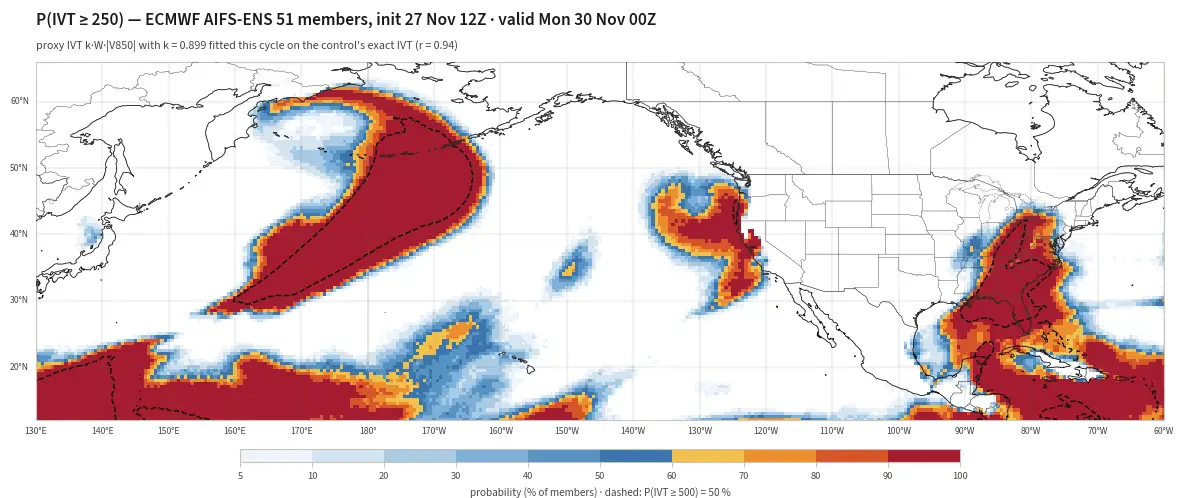 P(IVT ≥ 250) — ECMWF AIFS-ENS 51 members, init 27 Nov 12Z · valid Mon 30 Nov 00Z
proxy IVT k·W·|V850| with k = 0.899 fitted this cycle on the control's exact IVT (r = 0.94)
60°N
50°N
40°N
30°N
20°N
130°E 140°E 150°E 160°E 170°E 180° 170°W 160°W 150°W 140°W 130°W 120°W 110°W 100°W 90°W 80°W 70°W 60°W
5 10 20 30 40 50 60 70 80 90 100
probability (% of members) · dashed: P(IVT ≥ 500) = 50 %